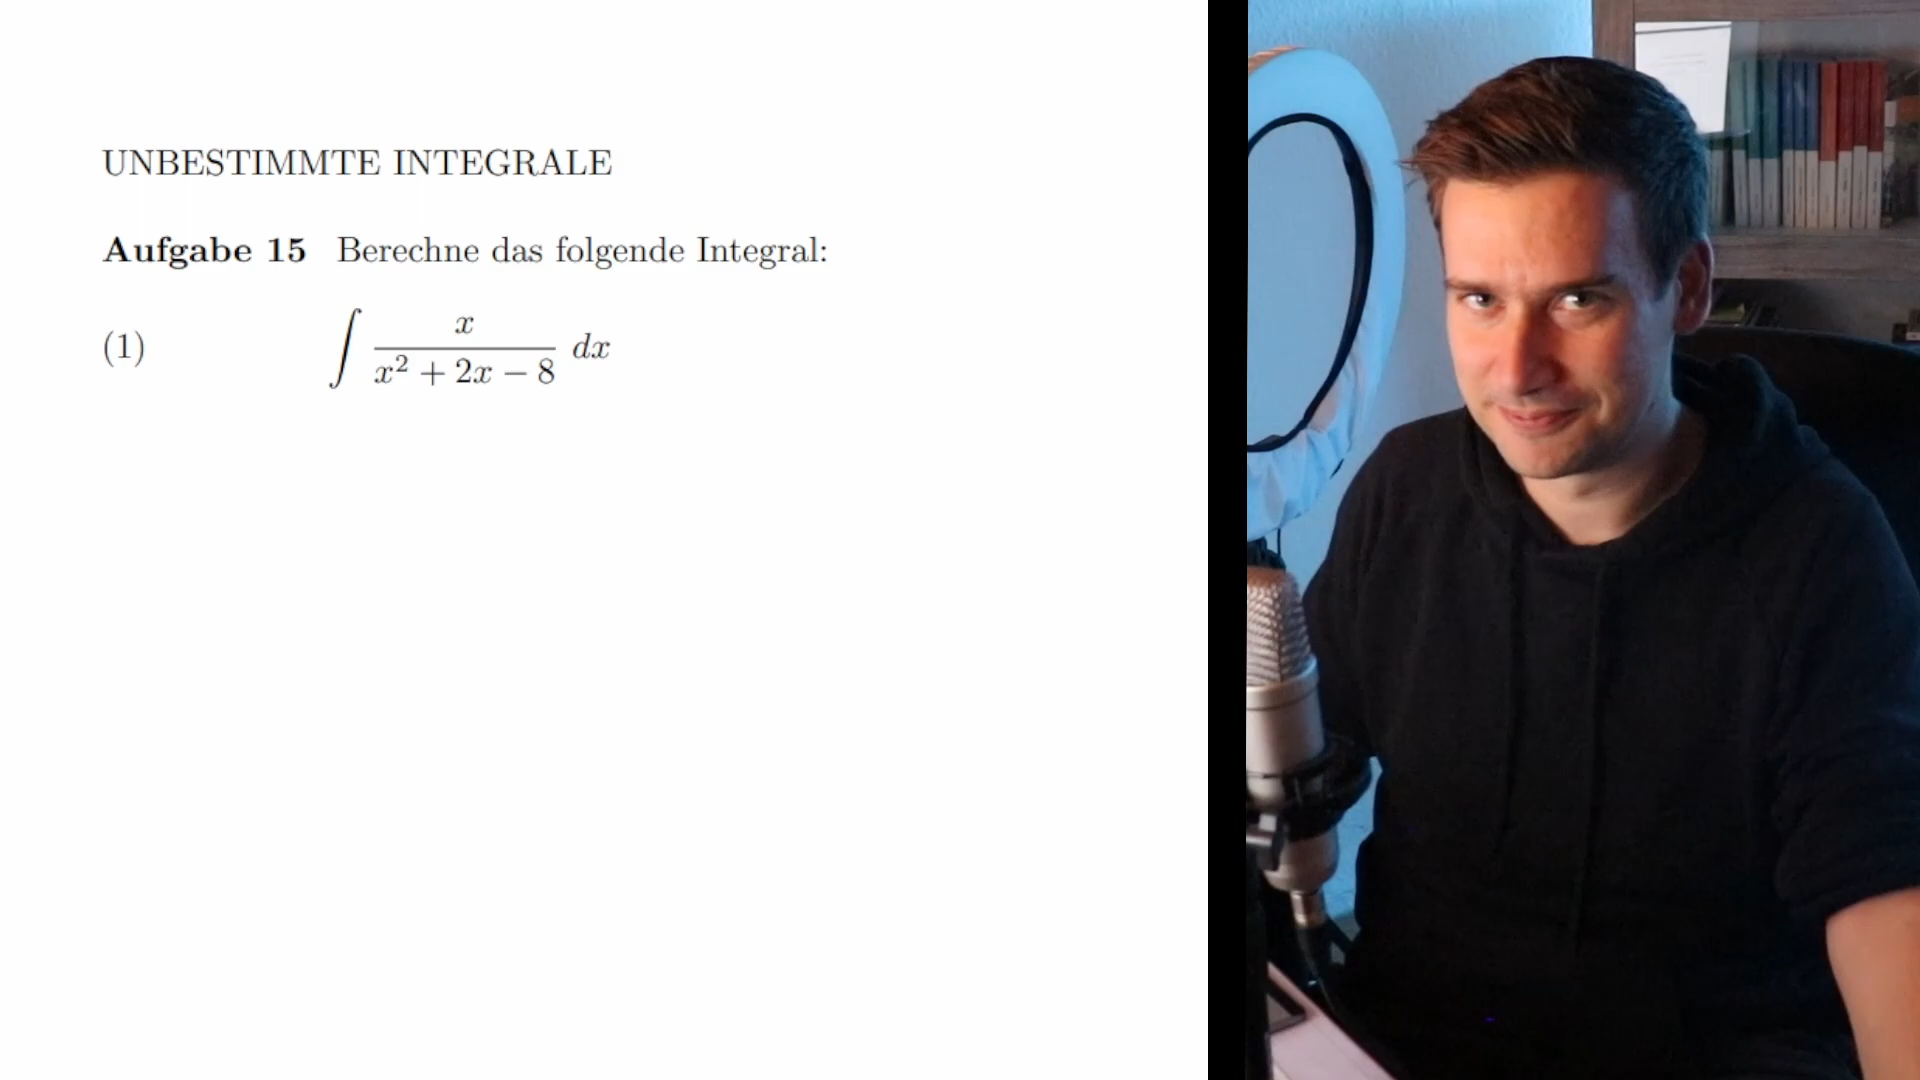 UNBESTIMMTE INTEGRALE
Aufgabe 15 Berechne das folgende Integral:
(1) ∫ x / (x² + 2x − 8) dx